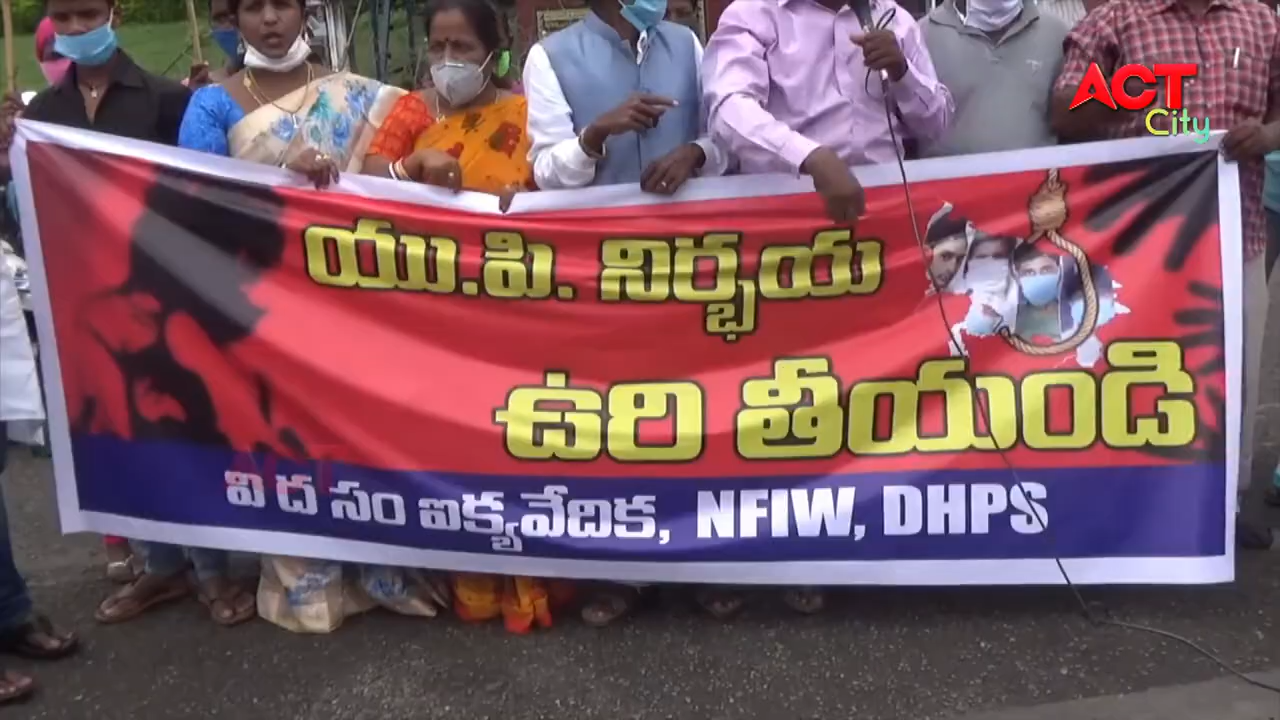 ACT
City
యు.పి. నిర్భయ
ఉరి తీయండి
వి ద సం ఐక్యవేదిక, NFIW, DHPS